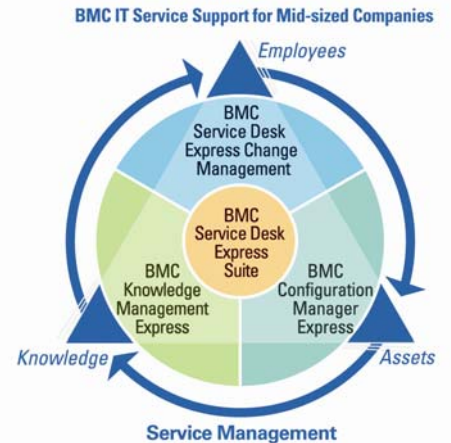 BMC IT Service Support for Mid-sized Companies
Employees
BMC
Service Desk
Express Change
Management
BMC
Service Desk
Express
Suite
BMC
Knowledge
Management
Express
BMC
Configuration
Manager
Express
Knowledge
Assets
Service Management